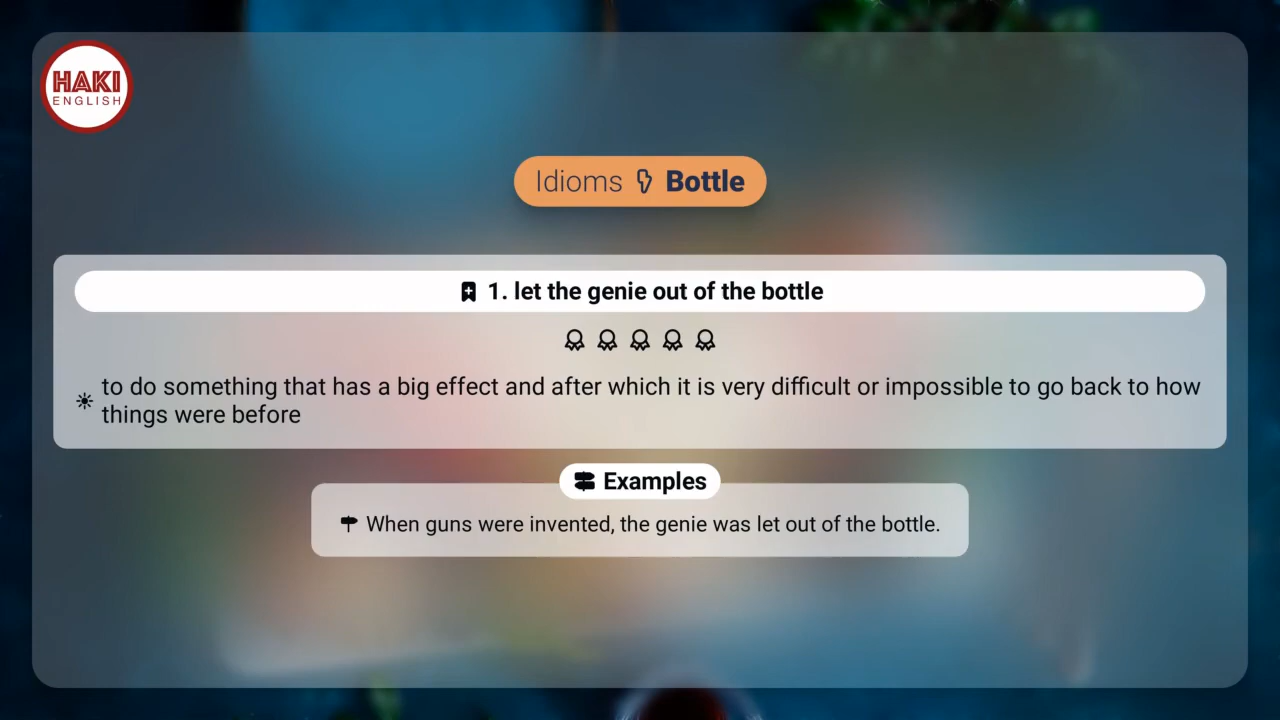 HAKI
ENGLISH
Idioms Bottle
1. let the genie out of the bottle
to do something that has a big effect and after which it is very difficult or impossible to go back to how
things were before
Examples
When guns were invented, the genie was let out of the bottle.